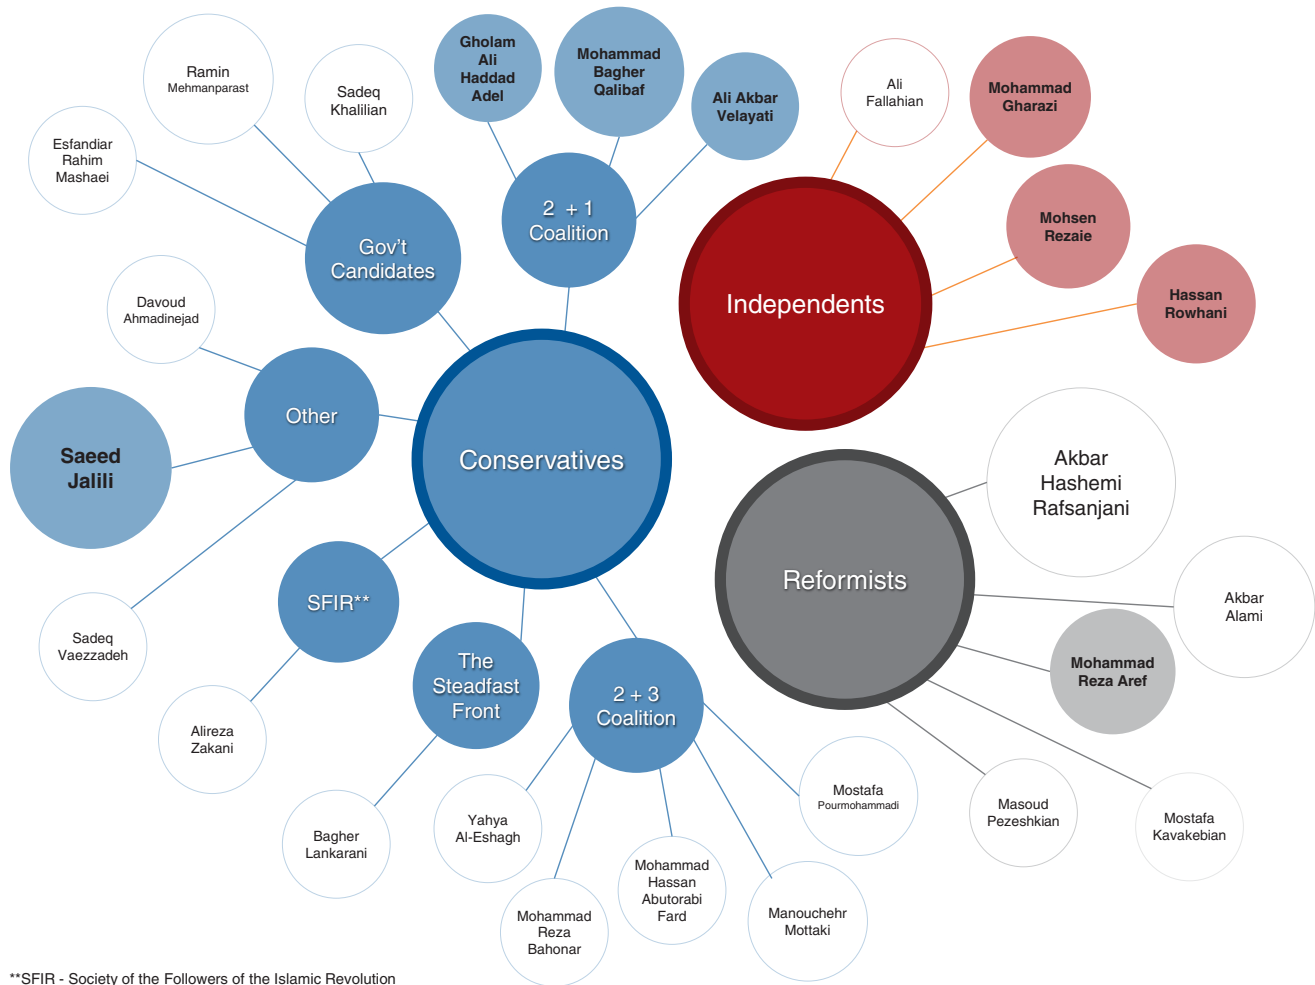 Ramin
Mehmanparast
Sadeq
Khalilian
Esfandiar
Rahim
Mashaei
Gov't
Candidates
Gholam
Ali
Haddad
Adel
Mohammad
Bagher
Qalibaf
Ali Akbar
Velayati
2 + 1
Coalition
Ali
Fallahian
Mohammad
Gharazi
Mohsen
Rezaie
Hassan
Rowhani
Independents
Davoud
Ahmadinejad
Other
Saeed
Jalili
Sadeq
Vaezzadeh
Conservatives
SFIR**
Alireza
Zakani
The
Steadfast
Front
Bagher
Lankarani
2 + 3
Coalition
Yahya
Al-Eshagh
Mohammad
Reza
Bahonar
Mohammad
Hassan
Abutorabi
Fard
Manouchehr
Mottaki
Mostafa
Pourmohammadi
Reformists
Akbar
Hashemi
Rafsanjani
Akbar
Alami
Mohammad
Reza Aref
Masoud
Pezeshkian
Mostafa
Kavakebian
**SFIR - Society of the Followers of the Islamic Revolution